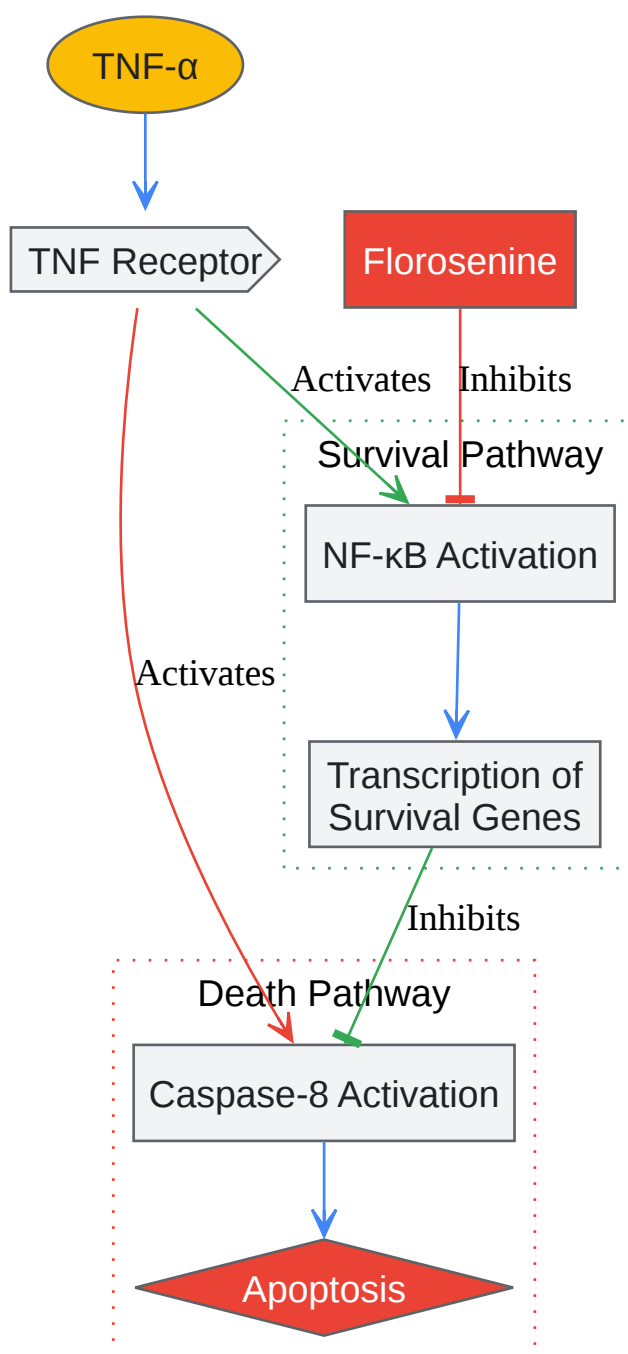 TNF-α
TNF Receptor
Florosenine
Activates
Inhibits
Survival Pathway
NF-κB Activation
Activates
Transcription of
Survival Genes
Inhibits
Death Pathway
Caspase-8 Activation
Apoptosis